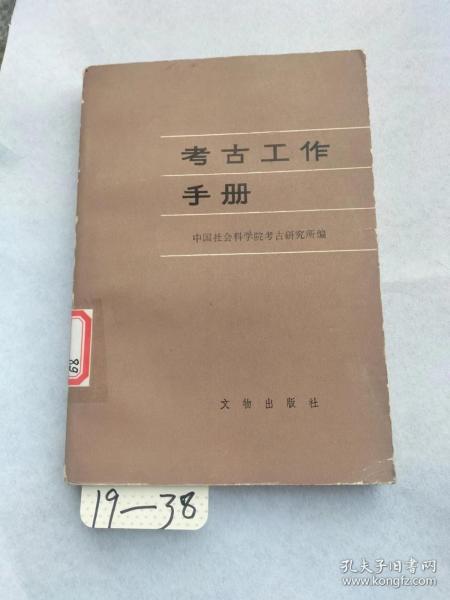 考古工作
手册
中国社会科学院考古研究所编
68
文物出版社
19—38
孔夫子旧书网
www.kongfz.com